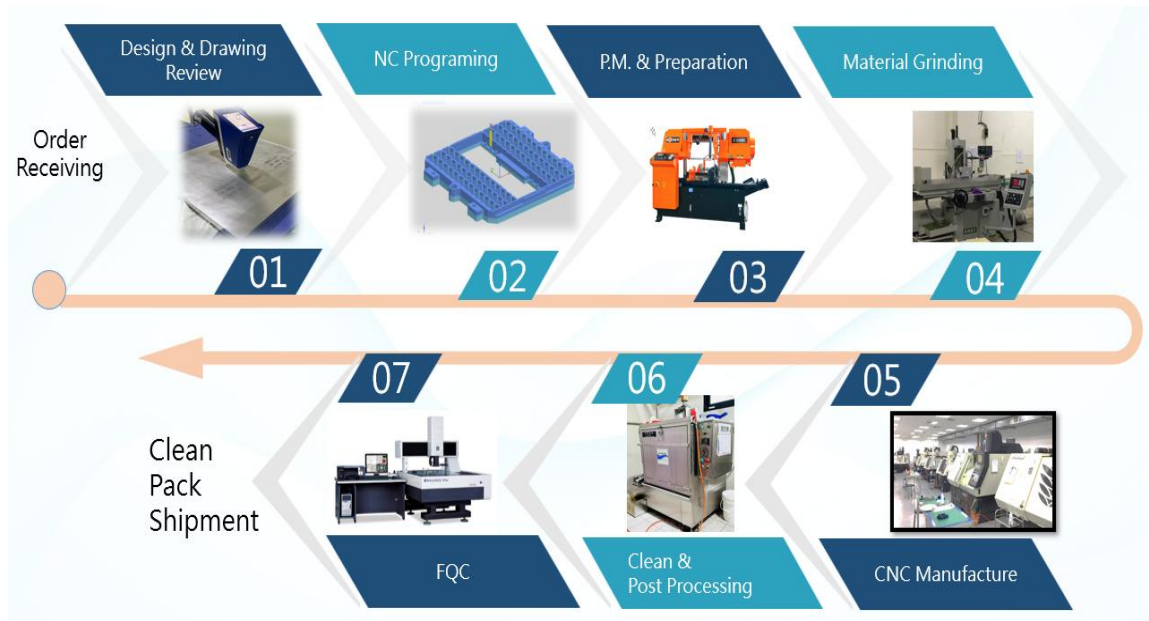 Design & Drawing
Review
NC Programing
P.M. & Preparation
Material Grinding
Order
Receiving
01
02
03
04
07
06
05
Clean
Pack
Shipment
FQC
Clean &
Post Processing
CNC Manufacture